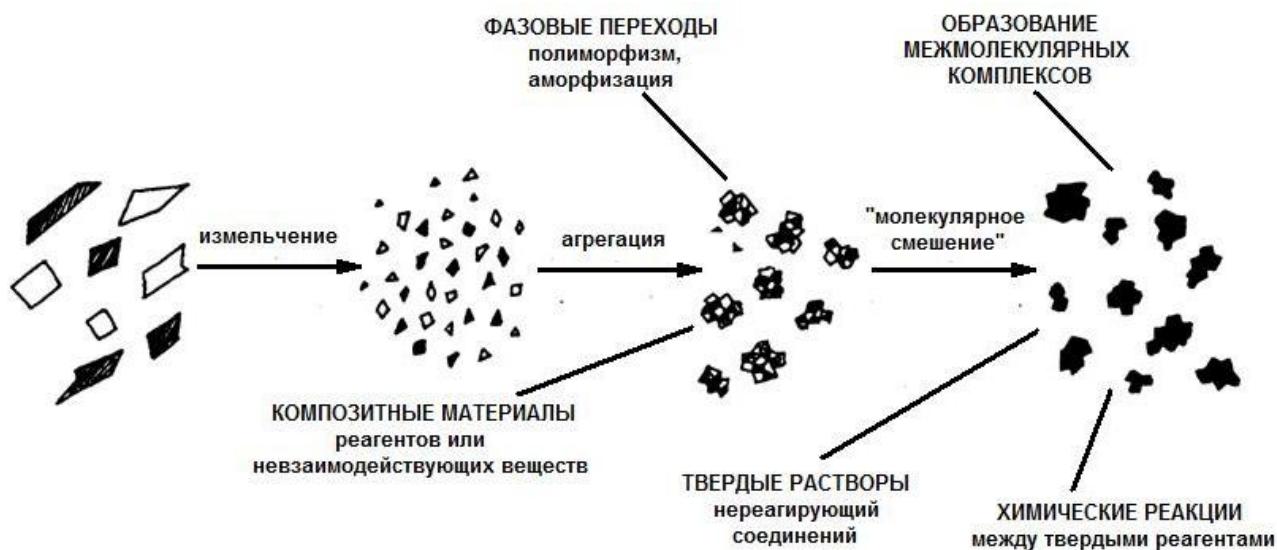 ФАЗОВЫЕ ПЕРЕХОДЫ
полиморфизм,
аморфизация
ОБРАЗОВАНИЕ
МЕЖМОЛЕКУЛЯРНЫХ
КОМПЛЕКСОВ
измельчение
агрегация
"молекулярное
смешение"
КОМПОЗИТНЫЕ МАТЕРИАЛЫ
реагентов или
невзаимодействующих веществ
ТВЕРДЫЕ РАСТВОРЫ
нереагирующий
соединений
ХИМИЧЕСКИЕ РЕАКЦИИ
между твердыми реагентами